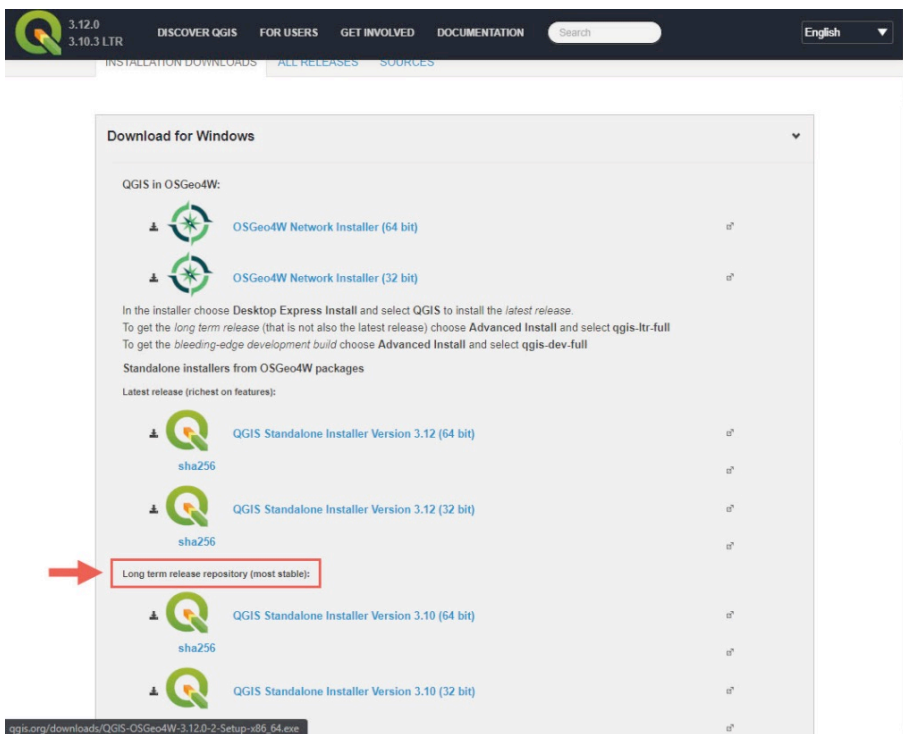 3.12.0
3.10.3 LTR
DISCOVER QGIS FOR USERS GET INVOLVED DOCUMENTATION Search English
INSTALLATION DOWNLOADS ALL RELEASES SOURCES
Download for Windows
QGIS in OSGeo4W:
OSGeo4W Network Installer (64 bit)
OSGeo4W Network Installer (32 bit)
In the installer choose Desktop Express Install and select QGIS to install the latest release.
To get the long term release (that is not also the latest release) choose Advanced Install and select qgis-ltr-full
To get the bleeding-edge development build choose Advanced Install and select qgis-dev-full
Standalone installers from OSGeo4W packages
Latest release (richest on features):
QGIS Standalone Installer Version 3.12 (64 bit)
sha256
QGIS Standalone Installer Version 3.12 (32 bit)
sha256
Long term release repository (most stable):
QGIS Standalone Installer Version 3.10 (64 bit)
sha256
QGIS Standalone Installer Version 3.10 (32 bit)
qgis.org/downloads/QGIS-OSGeo4W-3.12.0-2-Setup-x86_64.exe